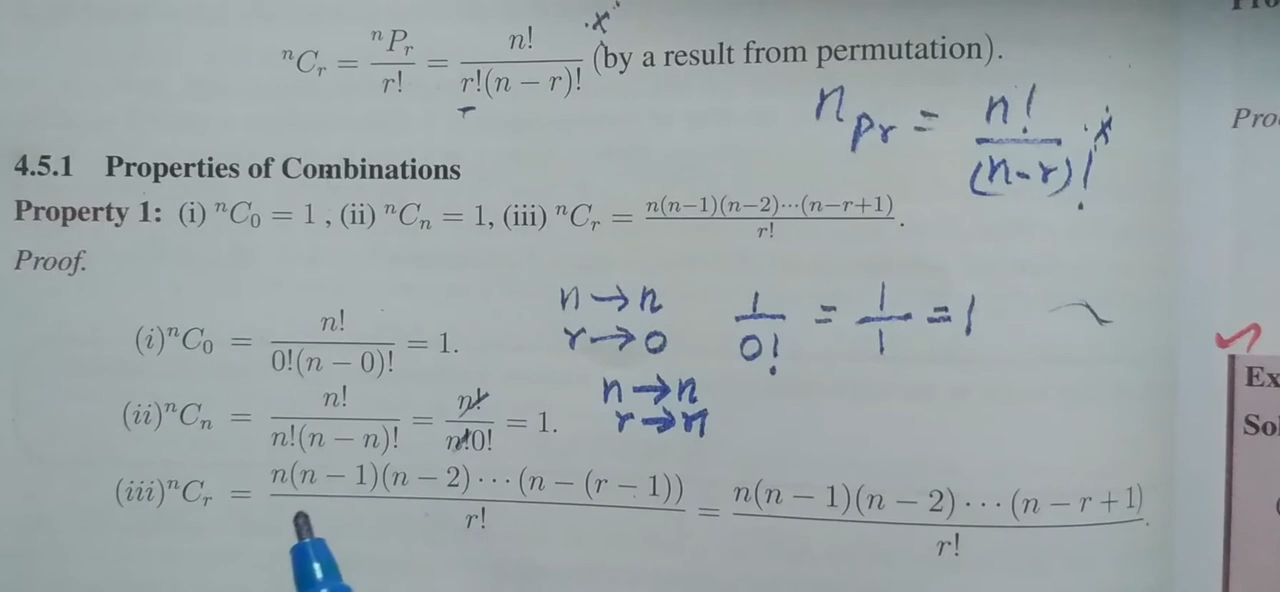 ⁿCᵣ = ⁿPᵣ / r! = n! / r!(n − r)! (by a result from permutation).
nPr = n! / (n-r)!
4.5.1 Properties of Combinations
Property 1: (i) ⁿC₀ = 1 , (ii) ⁿCₙ = 1, (iii) ⁿCᵣ = n(n−1)(n−2)⋯(n−r+1) / r! .
Proof.
(i)ⁿC₀ = n! / 0!(n − 0)! = 1.
n→n
r→0
1/0! = 1/1 = 1
(ii)ⁿCₙ = n! / n!(n − n)! = n! / n!0! = 1.
n→n
r→n
(iii)ⁿCᵣ = n(n − 1)(n − 2)⋯(n − (r − 1)) / r! = n(n − 1)(n − 2)⋯(n − r + 1) / r! .
Pro
Ex
So